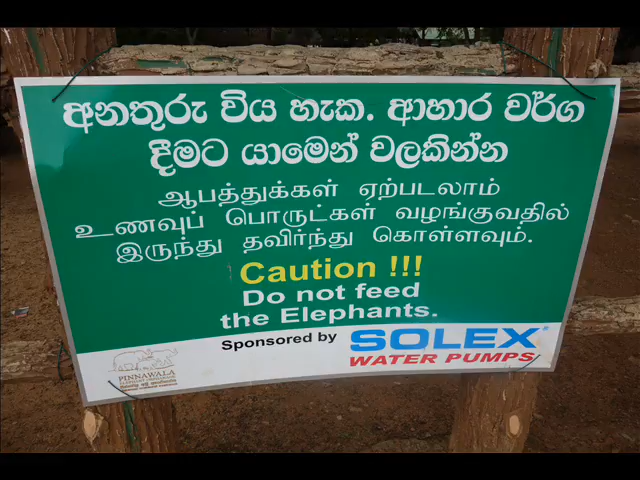 අනතුරු විය හැක. ආහාර වර්ග
දීමට යාමෙන් වලකින්න
ஆபத்துக்கள் ஏற்படலாம்
உணவுப் பொருட்கள் வழங்குவதில்
இருந்து தவிர்ந்து கொள்ளவும்.
Caution !!!
Do not feed
the Elephants.
Sponsored by SOLEX
WATER PUMPS
PINNAWALA